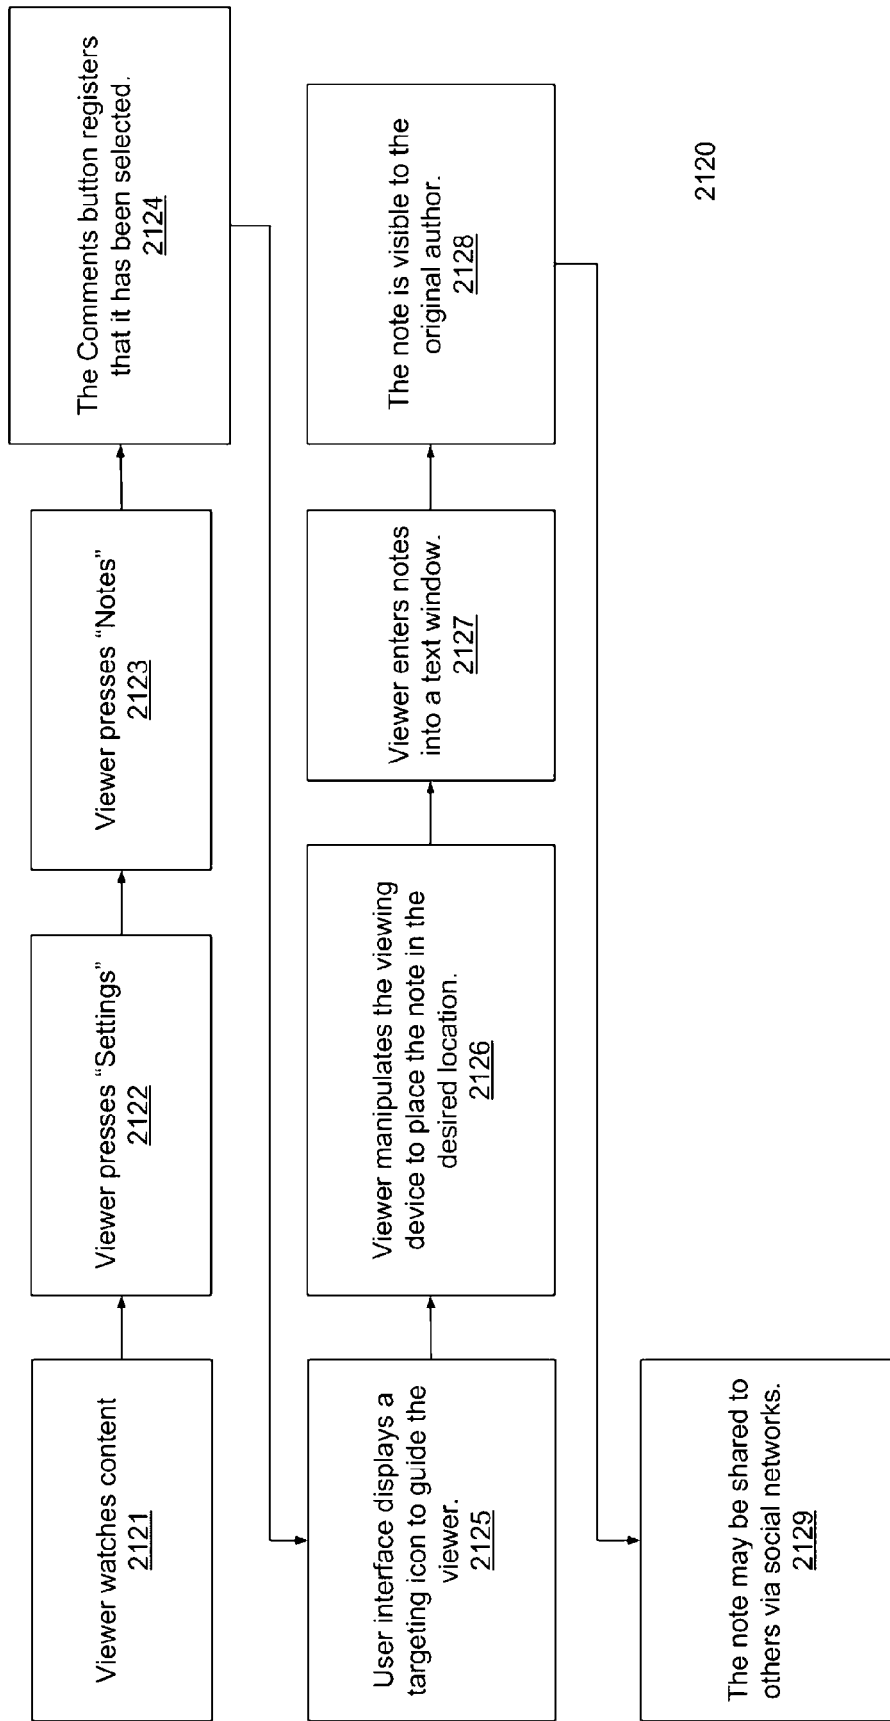 Viewer watches content
2121
Viewer presses “Settings”
2122
Viewer presses “Notes”
2123
The Comments button registers
that it has been selected.
2124
User interface displays a
targeting icon to guide the
viewer.
2125
Viewer manipulates the viewing
device to place the note in the
desired location.
2126
Viewer enters notes
into a text window.
2127
The note is visible to the
original author.
2128
The note may be shared to
others via social networks.
2129
2120